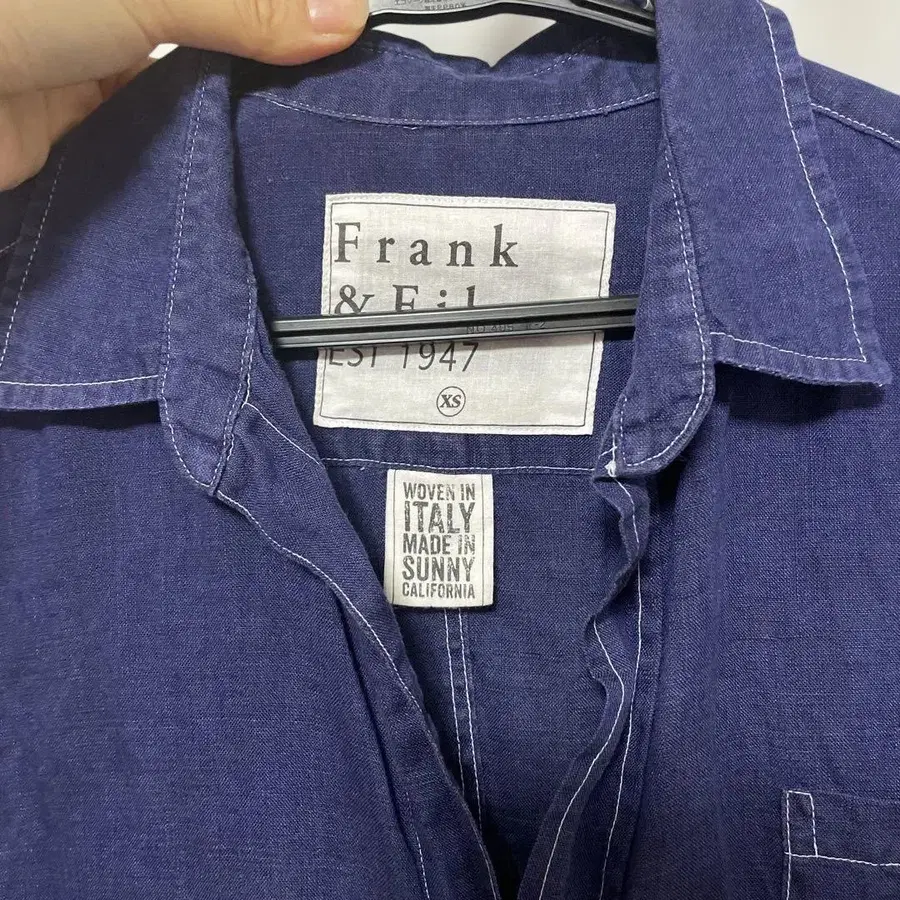 Frank
&
EST 1947
XS
WOVEN IN
ITALY
MADE IN
SUNNY
CALIFORNIA